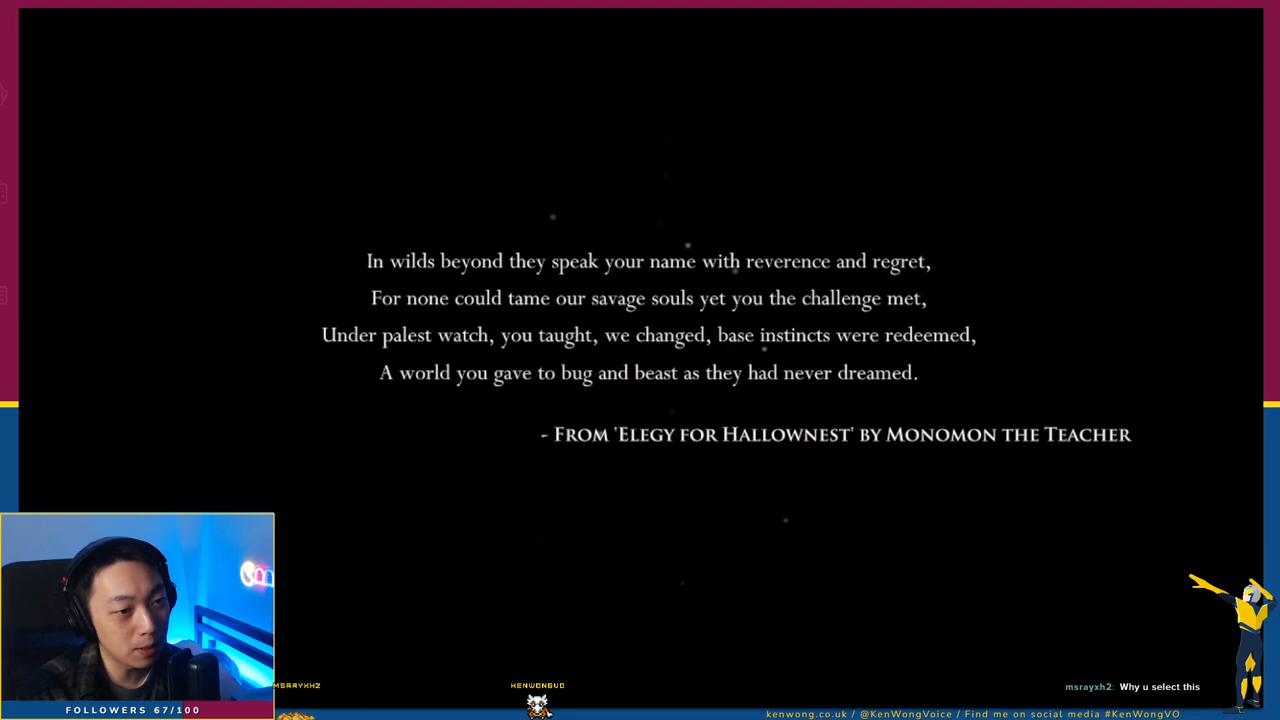 In wilds beyond they speak your name with reverence and regret,
For none could tame our savage souls yet you the challenge met,
Under palest watch, you taught, we changed, base instincts were redeemed,
A world you gave to bug and beast as they had never dreamed.
- From 'Elegy for Hallownest' by Monomon the Teacher
MSRAYXH2
KENWONGVO
msrayxh2: Why u select this
FOLLOWERS 67/100
kenwong.co.uk / @KenWongVoice / Find me on social media #KenWongVO